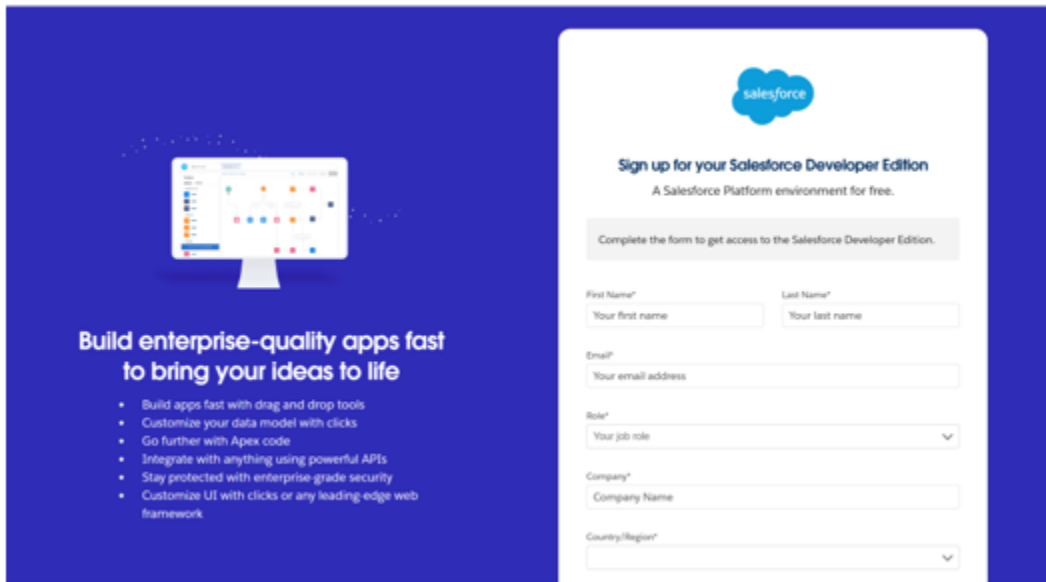 Build enterprise-quality apps fast
to bring your ideas to life
Build apps fast with drag and drop tools
Customize your data model with clicks
Go further with Apex code
Integrate with anything using powerful APIs
Stay protected with enterprise-grade security
Customize UI with clicks or any leading-edge web
framework
salesforce
Sign up for your Salesforce Developer Edition
A Salesforce Platform environment for free.
Complete the form to get access to the Salesforce Developer Edition.
First Name* Last Name*
Your first name Your last name
Email*
Your email address
Role*
Your job role
Company*
Company Name
Country/Region*